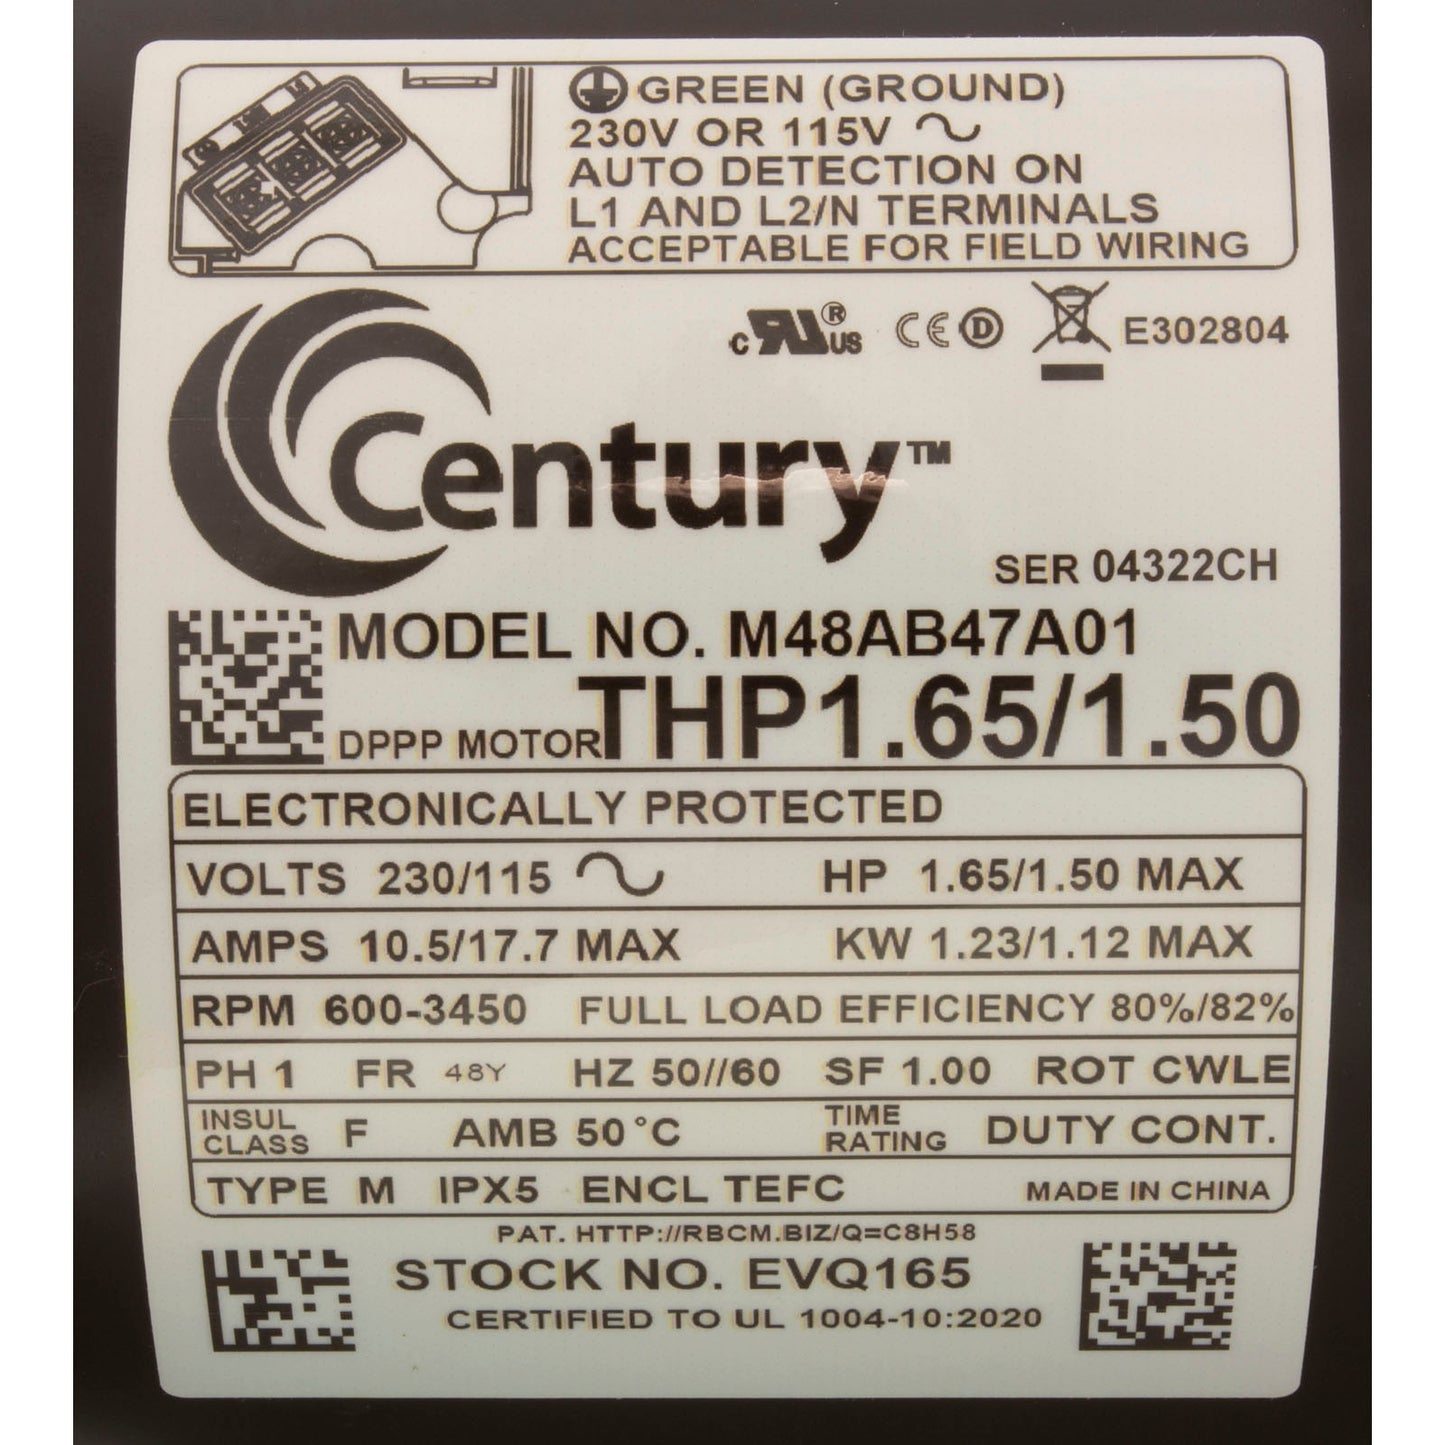 GREEN (GROUND)
230V OR 115V
AUTO DETECTION ON
L1 AND L2/N TERMINALS
ACCEPTABLE FOR FIELD WIRING
c RU® US CE D E302804
Century™
SER 04322CH
MODEL NO. M48AB47A01
DPPP MOTOR THP1.65/1.50
ELECTRONICALLY PROTECTED
VOLTS 230/115 HP 1.65/1.50 MAX
AMPS 10.5/17.7 MAX KW 1.23/1.12 MAX
RPM 600-3450 FULL LOAD EFFICIENCY 80%/82%
PH 1 FR 48Y HZ 50//60 SF 1.00 ROT CWLE
INSUL CLASS F AMB 50°C TIME RATING DUTY CONT.
TYPE M IPX5 ENCL TEFC MADE IN CHINA
PAT. HTTP://RBCM.BIZ/Q=C8H58
STOCK NO. EVQ165
CERTIFIED TO UL 1004-10:2020